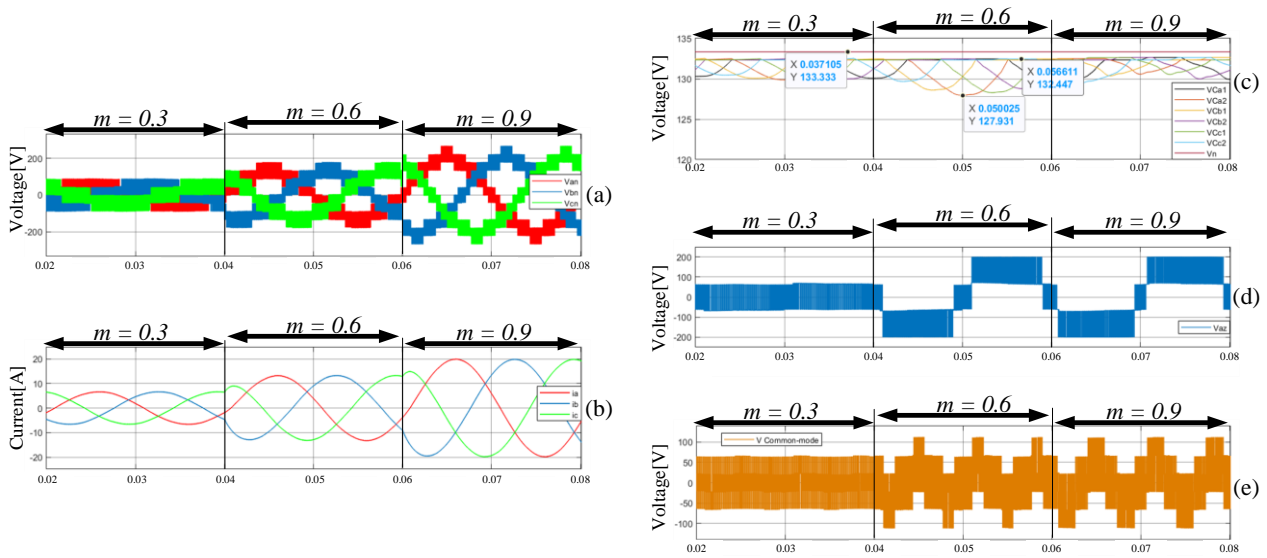 m = 0.3
m = 0.6
m = 0.9
Voltage[V]
200
0
-200
Van
Vbn
Vcn
(a)
0.02 0.03 0.04 0.05 0.06 0.07 0.08
m = 0.3
m = 0.6
m = 0.9
Current[A]
20
10
0
-10
-20
ia
ib
ic
(b)
0.02 0.03 0.04 0.05 0.06 0.07 0.08
m = 0.3
m = 0.6
m = 0.9
Voltage[V]
135
130
125
120
X 0.037105
Y 133.333
X 0.056611
Y 132.447
X 0.050025
Y 127.931
VCa1
VCa2
VCb1
VCb2
VCc1
VCc2
Vn
(c)
0.02 0.03 0.04 0.05 0.06 0.07 0.08
m = 0.3
m = 0.6
m = 0.9
Voltage[V]
200
100
0
-100
-200
Vaz
(d)
0.02 0.03 0.04 0.05 0.06 0.07 0.08
m = 0.3
m = 0.6
m = 0.9
Voltage[V]
100
50
0
-50
-100
V Common-mode
(e)
0.02 0.03 0.04 0.05 0.06 0.07 0.08